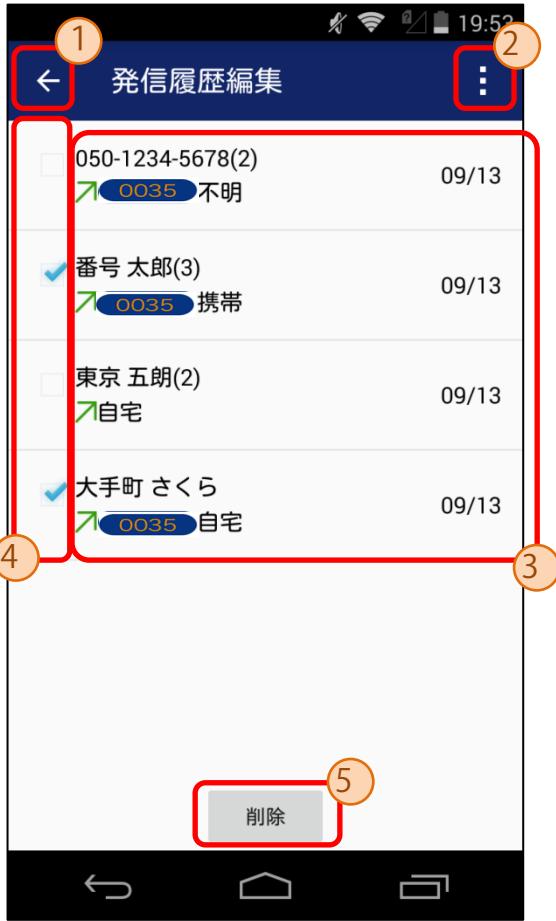 19:53
1
2
発信履歴編集
050-1234-5678(2)
0035 不明
09/13
番号 太郎(3)
0035 携帯
09/13
東京 五朗(2)
自宅
09/13
大手町 さくら
0035 自宅
09/13
4
3
5
削除